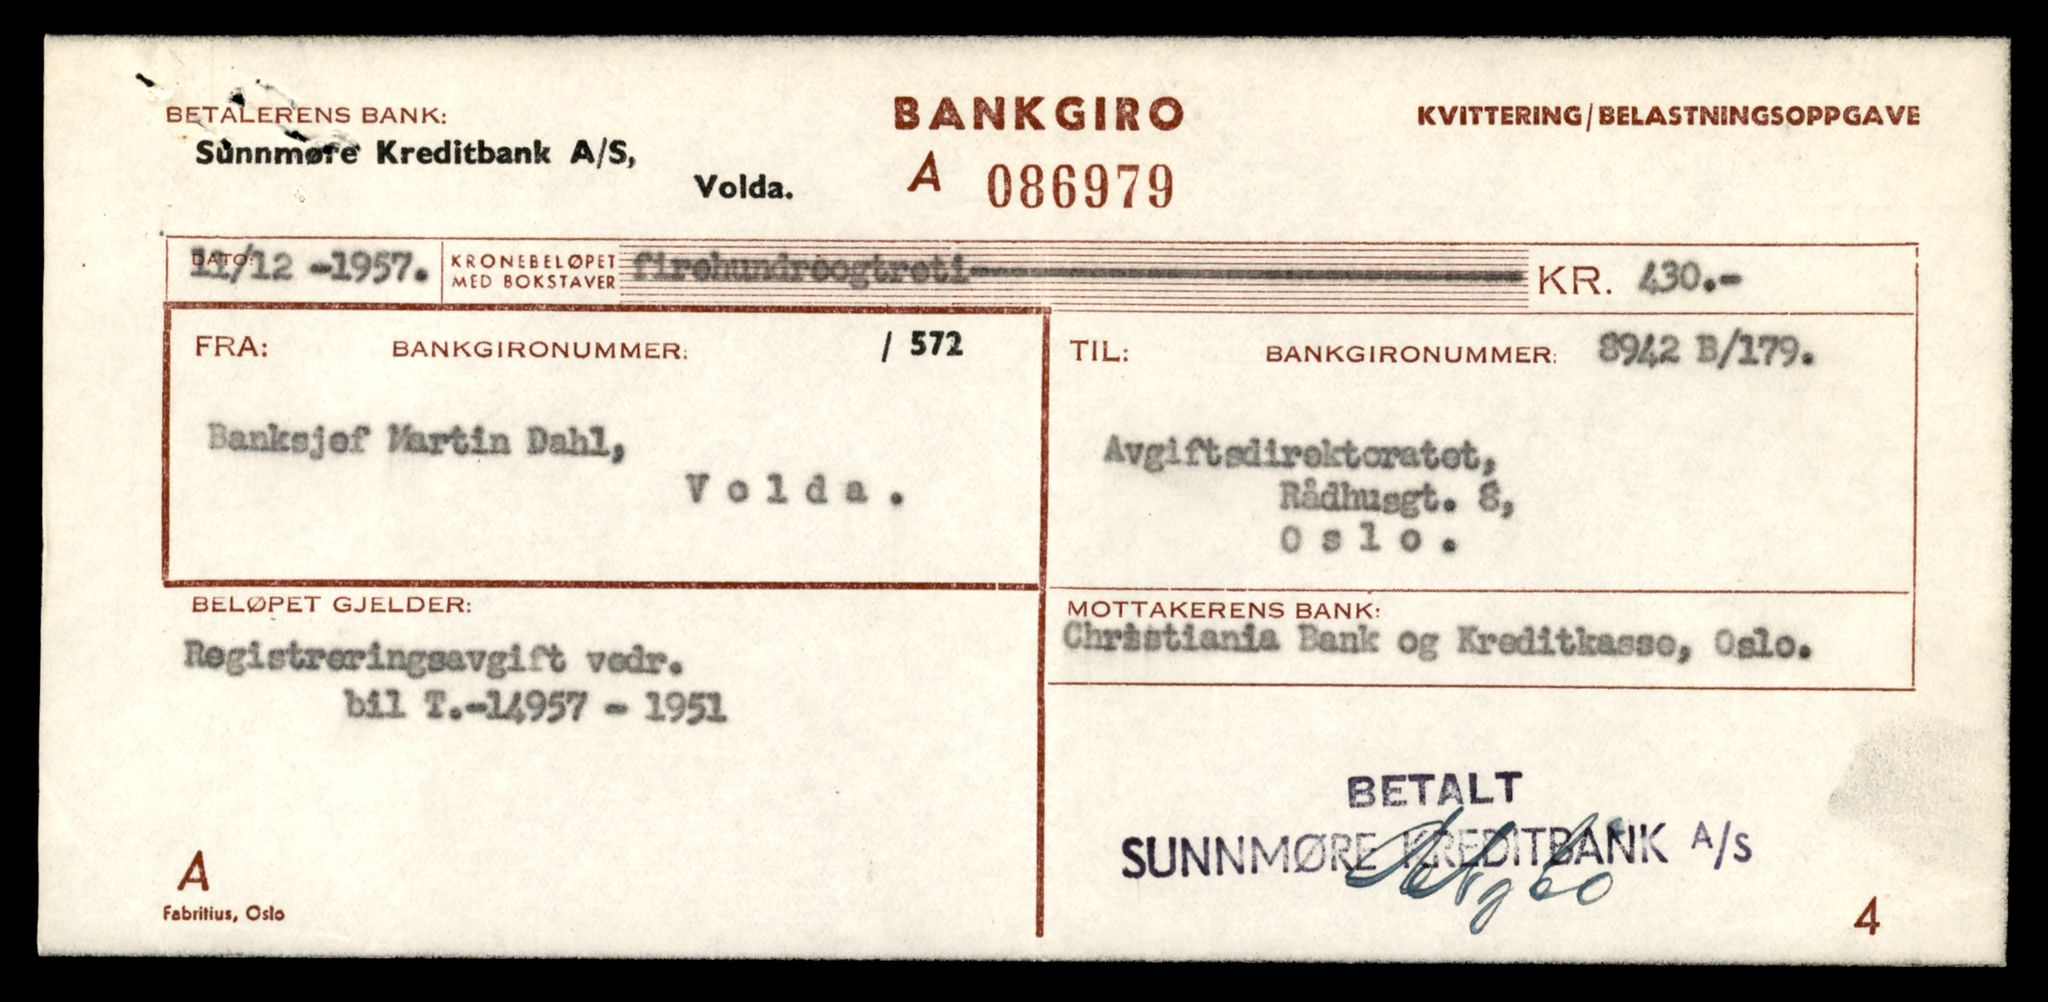 BETALERENS BANK:
Sunnmøre Kreditbank A/S,
Volda.
BANKGIRO
A 086979
KVITTERING/BELASTNINGSOPPGAVE
DATO: 11/12 -1957.
KRONEBELØPET
MED BOKSTAVER
firehundreogtreti
KR. 430.-
FRA: BANKGIRONUMMER: / 572
Banksjef Martin Dahl,
Volda.
TIL: BANKGIRONUMMER: 8942 B/179.
Avgiftsdirektoratet,
Rådhusgt. 8,
Oslo.
BELØPET GJELDER:
Registreringsavgift vedr.
bil T.-14957 - 1951
MOTTAKERENS BANK:
Christiania Bank og Kreditkasse, Oslo.
BETALT
SUNNMØRE KREDITBANK A/S
A
Fabritius, Oslo
4